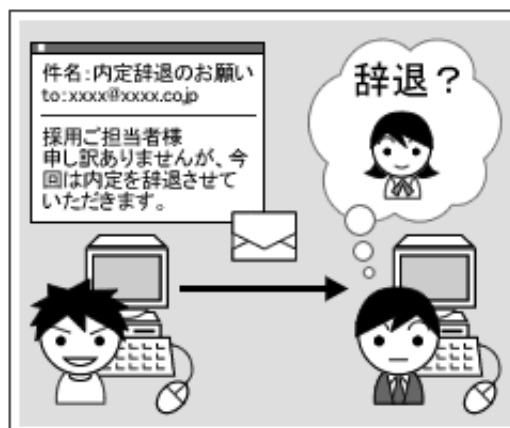 件名:内定辞退のお願い
to:xxxx@xxxx.co.jp
採用ご担当者様
申し訳ありませんが、今
回は内定を辞退させて
いただきます。
辞退？